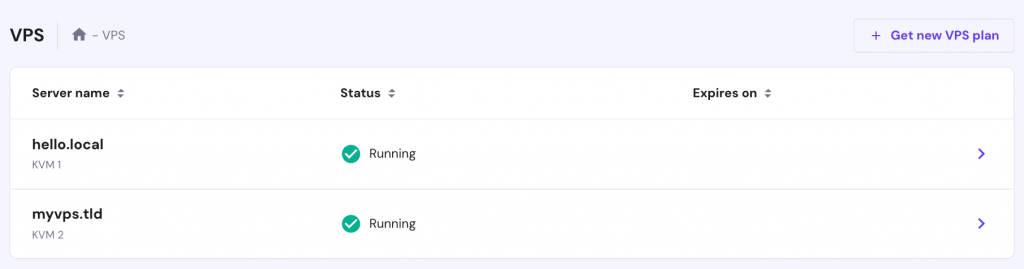 VPS – VPS + Get new VPS plan
Server name Status Expires on
hello.local
KVM 1
Running
myvps.tld
KVM 2
Running